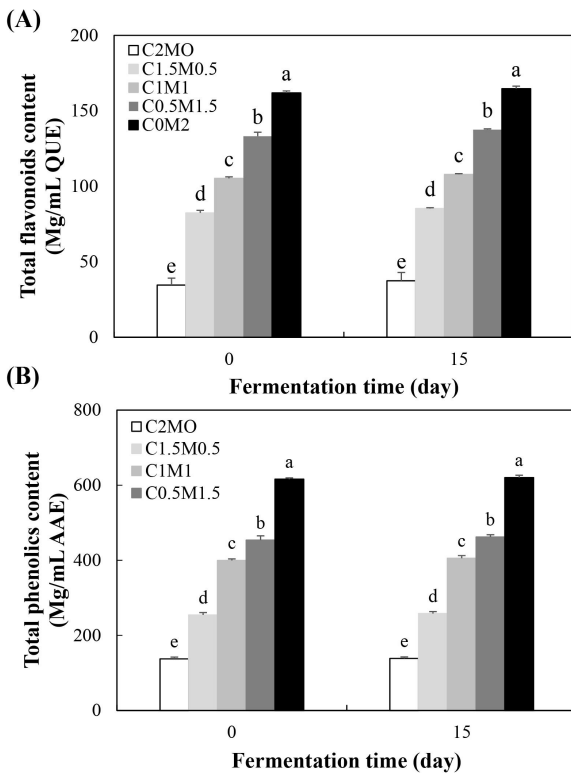 (A)
200
150
100
50
0
Total flavonoids content
(Mg/mL QUE)
C2MO
C1.5M0.5
C1M1
C0.5M1.5
C0M2
e
d
c
b
a
e
d
c
b
a
0
15
Fermentation time (day)
(B)
800
600
400
200
0
Total phenolics content
(Mg/mL AAE)
C2MO
C1.5M0.5
C1M1
C0.5M1.5
e
d
c
b
a
e
d
c
b
a
0
15
Fermentation time (day)